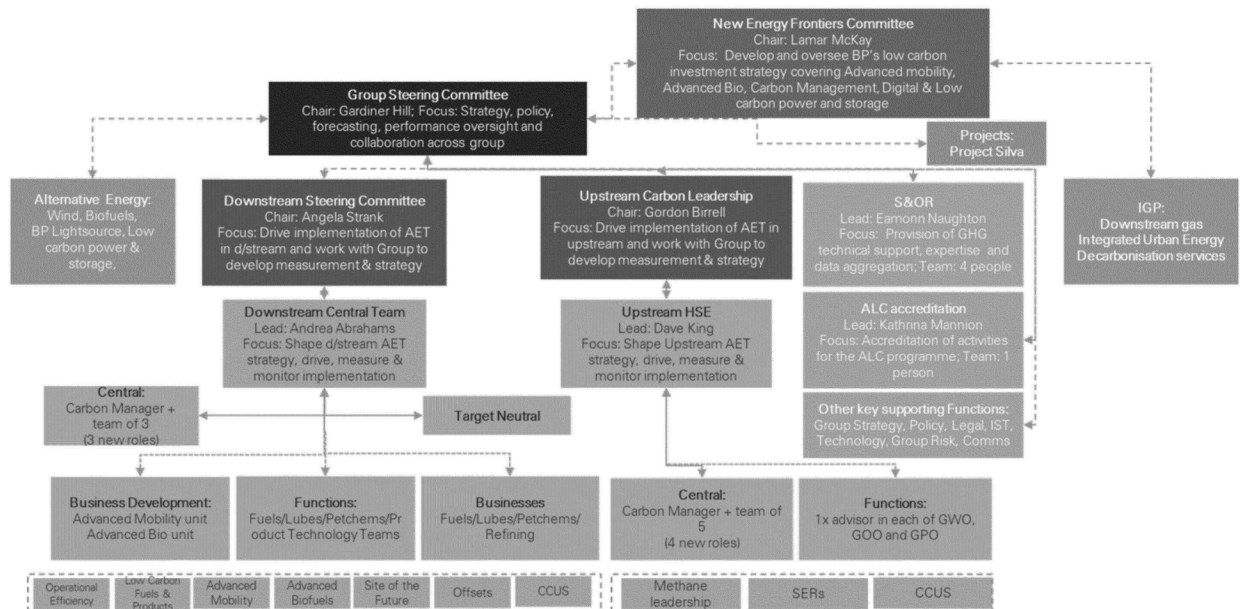 New Energy Frontiers Committee
Chair: Lamar McKay
Focus: Develop and oversee BP's low carbon
investment strategy covering Advanced mobility,
Advanced Bio, Carbon Management, Digital & Low
carbon power and storage
Group Steering Committee
Chair: Gardiner Hill; Focus: Strategy, policy,
forecasting, performance oversight and
collaboration across group
Projects:
Project Silva
Alternative Energy:
Wind, Biofuels,
BP Lightsource, Low
carbon power &
storage,
Downstream Steering Committee
Chair: Angela Strank
Focus: Drive implementation of AET
in d/stream and work with Group to
develop measurement & strategy
Upstream Carbon Leadership
Chair: Gordon Birrell
Focus: Drive implementation of AET in
upstream and work with Group to
develop measurement & strategy
S&OR
Lead: Eamonn Naughton
Focus: Provision of GHG
technical support, expertise and
data aggregation; Team: 4 people
IGP:
Downstream gas
Integrated Urban Energy
Decarbonisation services
Downstream Central Team
Lead: Andrea Abrahams
Focus: Shape d/stream AET
strategy, drive, measure &
monitor implementation
Upstream HSE
Lead: Dave King
Focus: Shape Upstream AET
strategy, drive, measure &
monitor implementation
ALC accreditation
Lead: Kathrina Mannion
Focus: Accreditation of activities
for the ALC programme; Team: 1
person
Central:
Carbon Manager +
team of 3
(3 new roles)
Target Neutral
Other key supporting Functions:
Group Strategy, Policy, Legal, IST,
Technology, Group Risk, Comms
Business Development:
Advanced Mobility unit
Advanced Bio unit
Functions:
Fuels/Lubes/Petchems/Pr
oduct Technology Teams
Businesses
Fuels/Lubes/Petchems/
Refining
Central:
Carbon Manager + team of
5
(4 new roles)
Functions:
1x advisor in each of GWO,
GOO and GPO
Operational
Efficiency
Low Carbon
Fuels &
Products
Advanced
Mobility
Advanced
Biofuels
Site of the
Future
Offsets
CCUS
Methane
leadership
SERs
CCUS